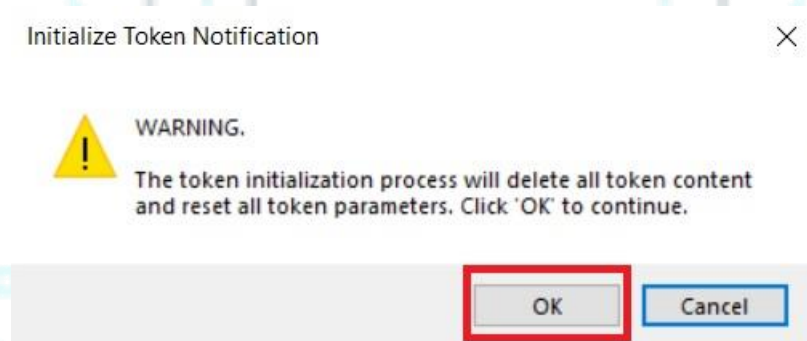 Initialize Token Notification
WARNING.
The token initialization process will delete all token content
and reset all token parameters. Click 'OK' to continue.
OK Cancel